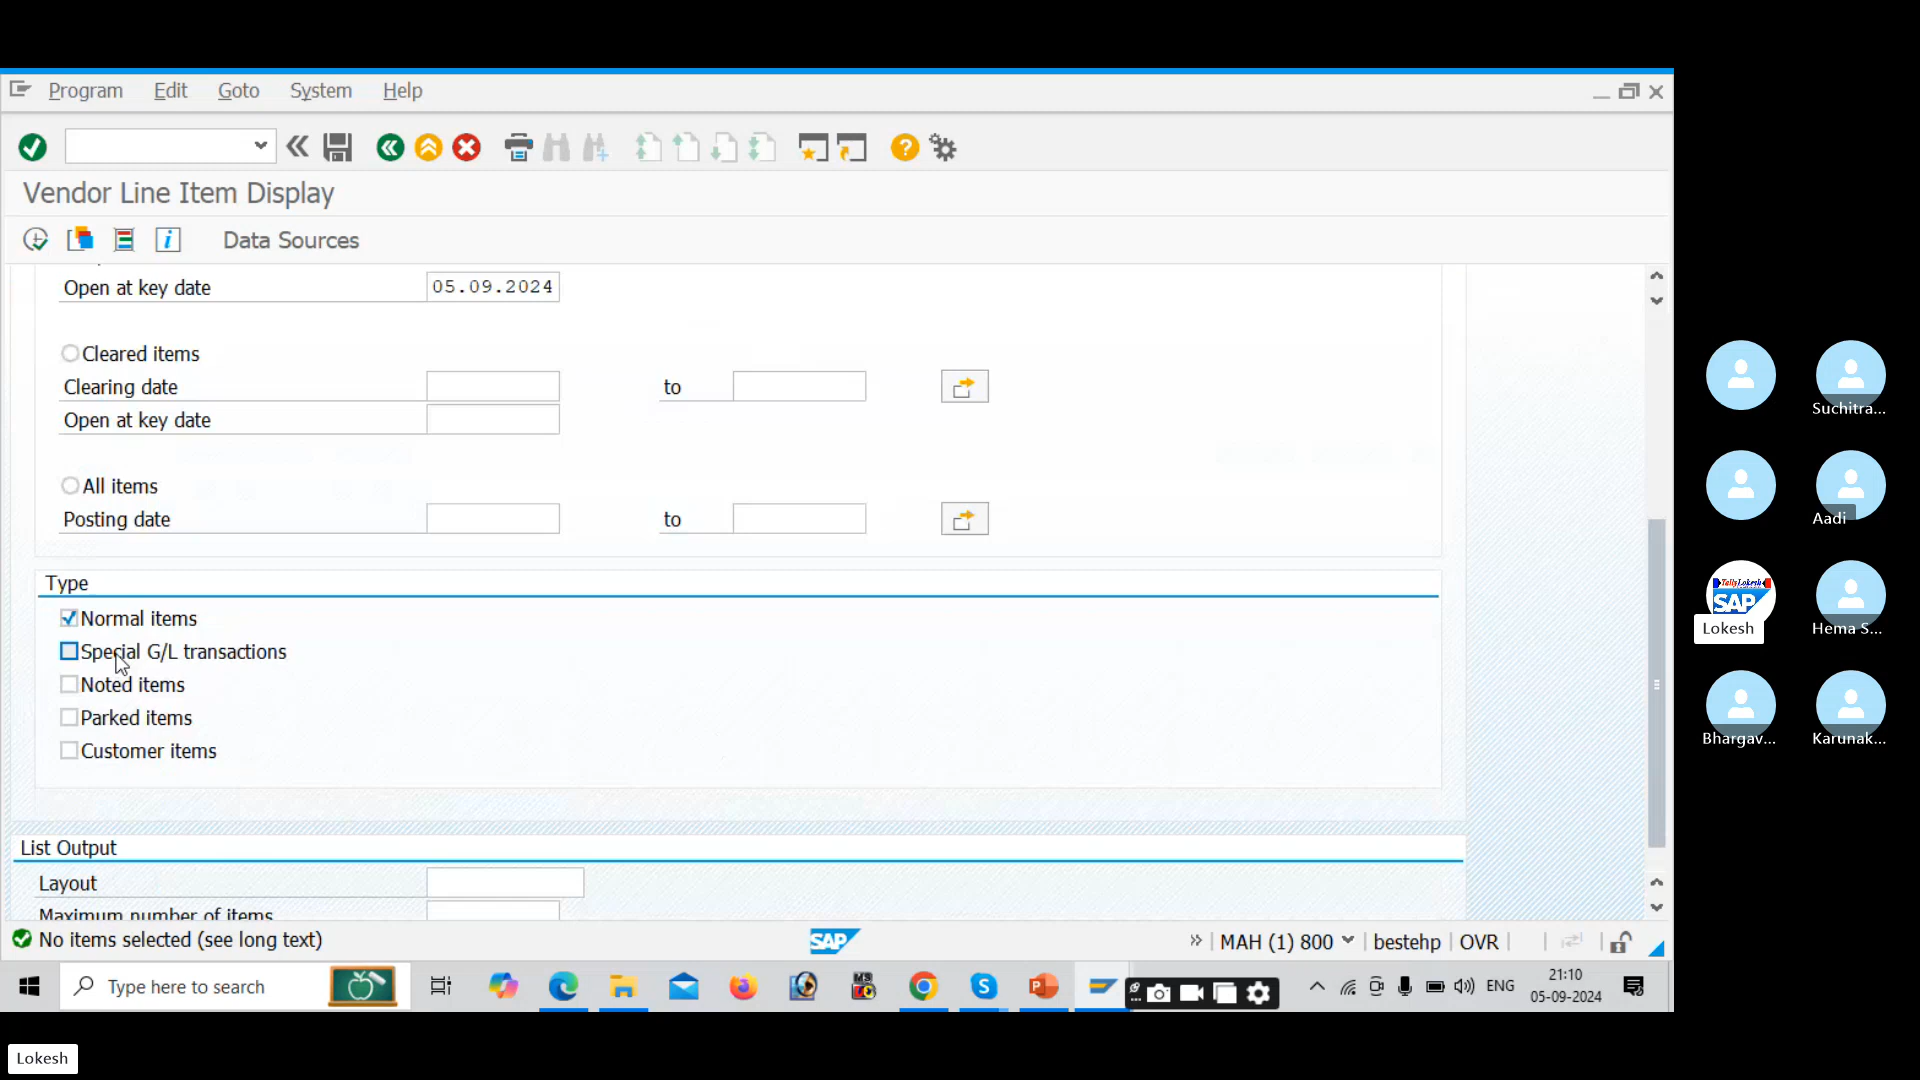 Program Edit Goto System Help
Vendor Line Item Display
Data Sources
Open at key date 05.09.2024
Cleared items
Clearing date to
Open at key date
All items
Posting date to
Type
Normal items
Special G/L transactions
Noted items
Parked items
Customer items
List Output
Layout
Maximum number of items
No items selected (see long text)
SAP
MAH (1) 800 bestehp OVR
Type here to search
ENG
21:10
05-09-2024
Suchitra...
Aadi
TallyLokesh
SAP
Lokesh
Hema S...
Bhargav...
Karunak...
Lokesh